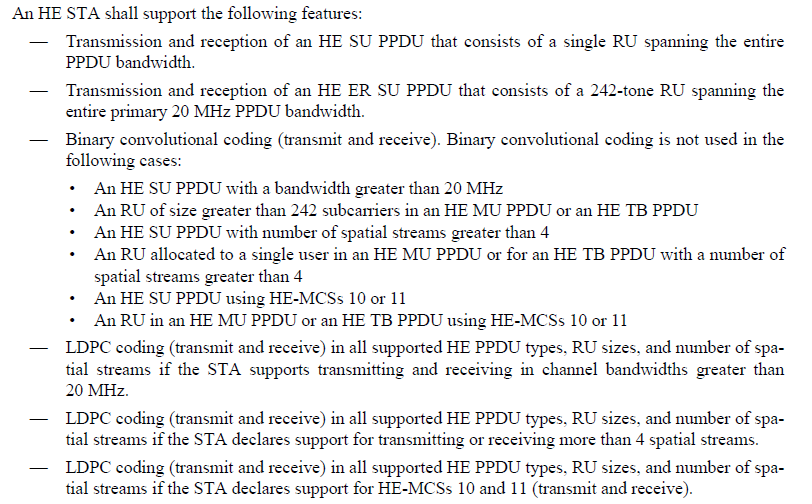 An HE STA shall support the following features:
— Transmission and reception of an HE SU PPDU that consists of a single RU spanning the entire
PPDU bandwidth.
— Transmission and reception of an HE ER SU PPDU that consists of a 242-tone RU spanning the
entire primary 20 MHz PPDU bandwidth.
— Binary convolutional coding (transmit and receive). Binary convolutional coding is not used in the
following cases:
• An HE SU PPDU with a bandwidth greater than 20 MHz
• An RU of size greater than 242 subcarriers in an HE MU PPDU or an HE TB PPDU
• An HE SU PPDU with number of spatial streams greater than 4
• An RU allocated to a single user in an HE MU PPDU or for an HE TB PPDU with a number of
spatial streams greater than 4
• An HE SU PPDU using HE-MCSs 10 or 11
• An RU in an HE MU PPDU or an HE TB PPDU using HE-MCSs 10 or 11
— LDPC coding (transmit and receive) in all supported HE PPDU types, RU sizes, and number of spa-
tial streams if the STA supports transmitting and receiving in channel bandwidths greater than
20 MHz.
— LDPC coding (transmit and receive) in all supported HE PPDU types, RU sizes, and number of spa-
tial streams if the STA declares support for transmitting or receiving more than 4 spatial streams.
— LDPC coding (transmit and receive) in all supported HE PPDU types, RU sizes, and number of spa-
tial streams if the STA declares support for HE-MCSs 10 and 11 (transmit and receive).